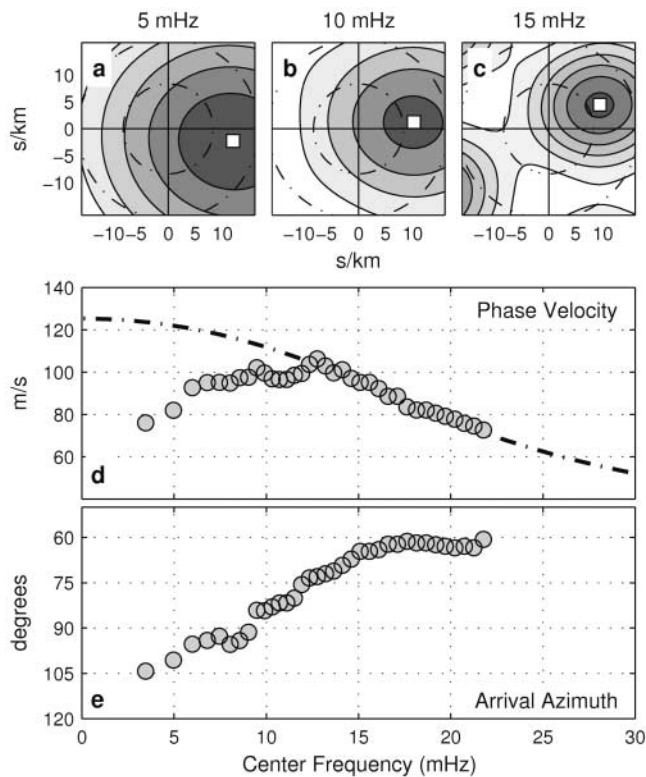 5 mHz 10 mHz 15 mHz
a b c
s/km
10
5
0
-5
-10
-10-5 0 5 10 -10-5 0 5 10 -10-5 0 5 10
s/km
140
120
100
80
60
m/s
Phase Velocity
d
60
75
90
105
120
degrees
e
Arrival Azimuth
0 5 10 15 20 25 30
Center Frequency (mHz)